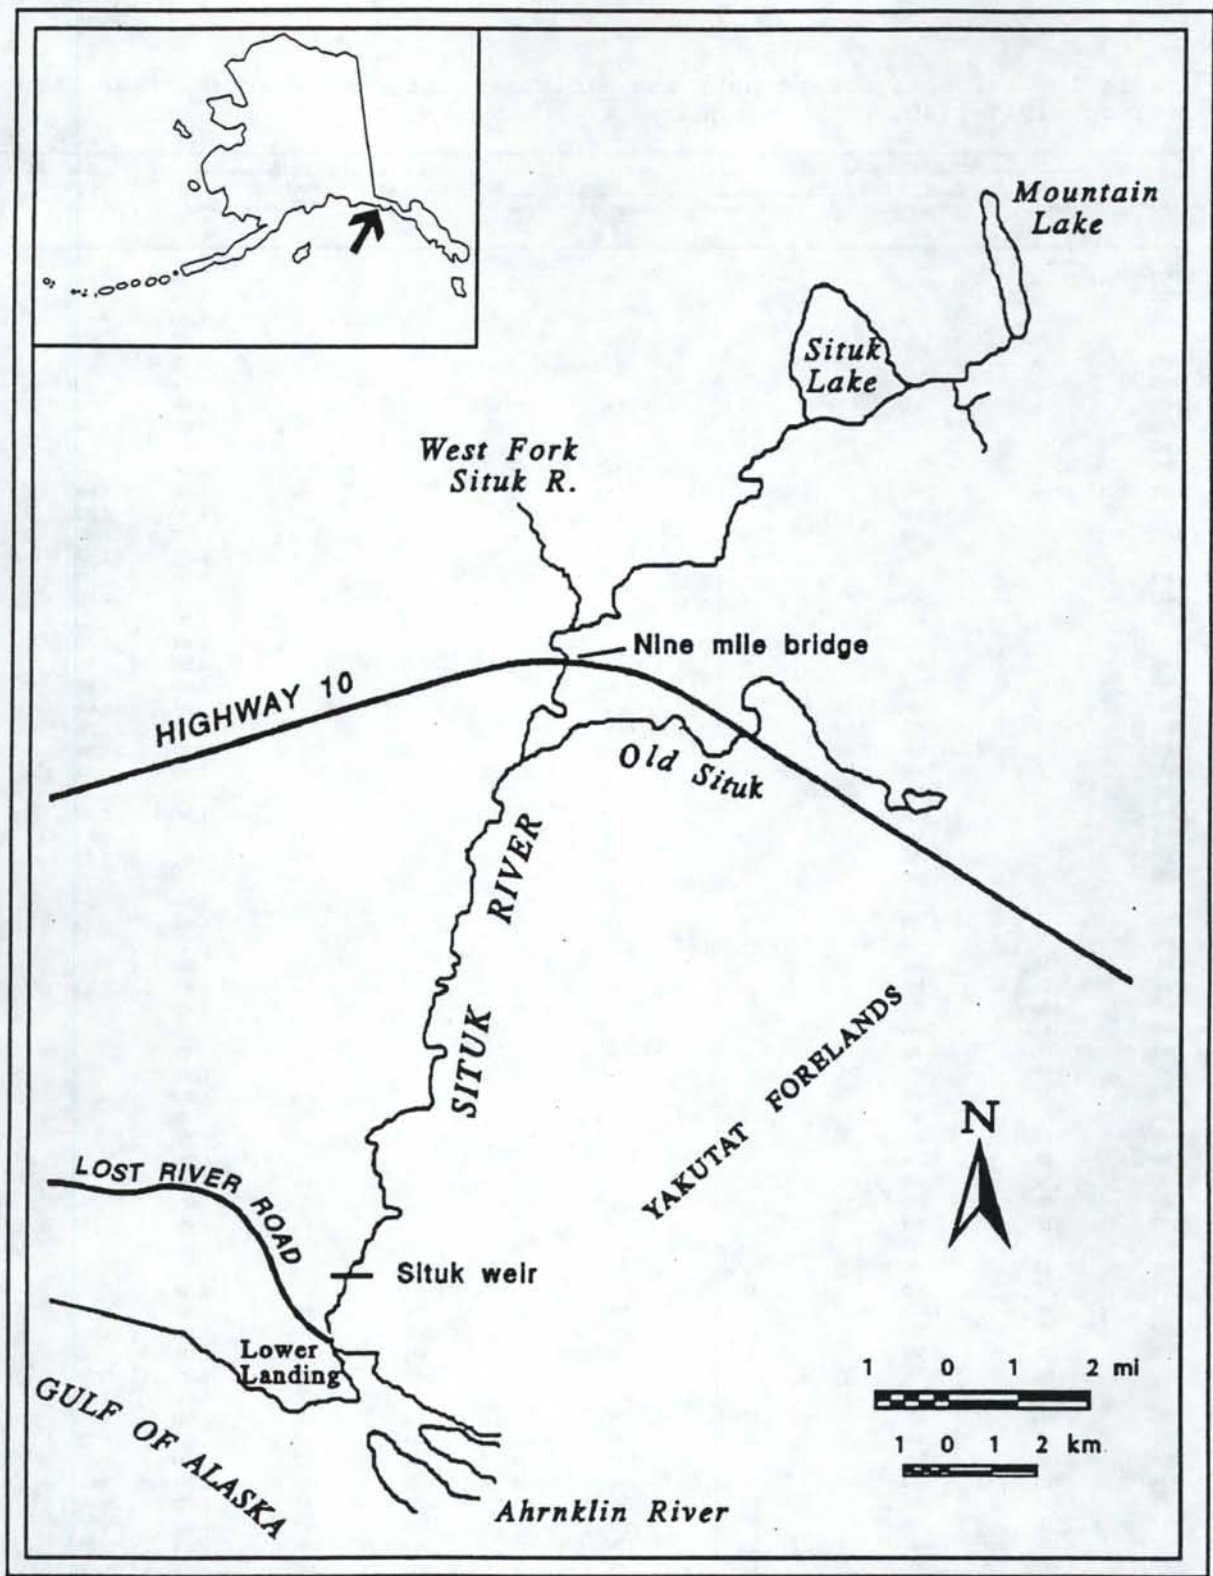 Mountain
Lake
Situk
Lake
West Fork
Situk R.
Nine mile bridge
HIGHWAY 10
Old Situk
SITUK RIVER
YAKUTAT FORELANDS
N
LOST RIVER ROAD
Situk weir
Lower
Landing
1 0 1 2 mi
1 0 1 2 km
GULF OF ALASKA
Ahrnklin River